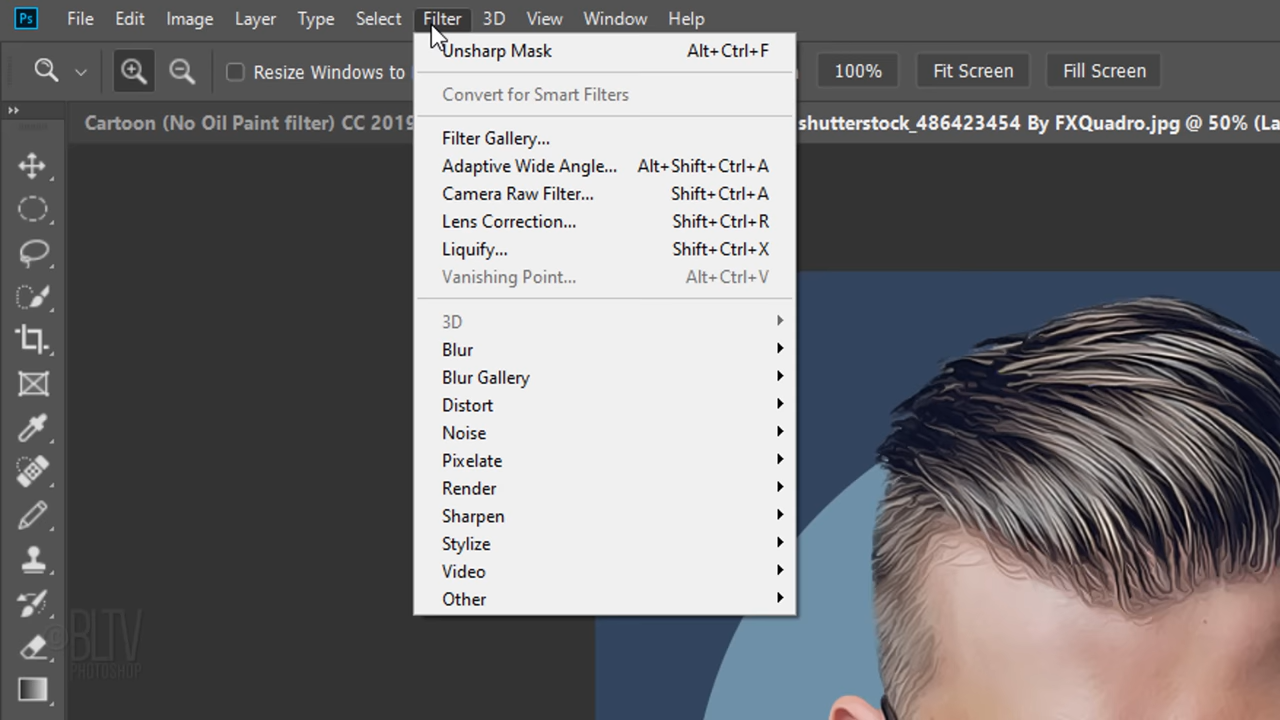 Ps File Edit Image Layer Type Select Filter 3D View Window Help
Resize Windows to 100% Fit Screen Fill Screen
Cartoon (No Oil Paint filter) CC 2019 shutterstock_486423454 By FXQuadro.jpg @ 50% (La
Unsharp Mask Alt+Ctrl+F
Convert for Smart Filters
Filter Gallery...
Adaptive Wide Angle... Alt+Shift+Ctrl+A
Camera Raw Filter... Shift+Ctrl+A
Lens Correction... Shift+Ctrl+R
Liquify... Shift+Ctrl+X
Vanishing Point... Alt+Ctrl+V
3D
Blur
Blur Gallery
Distort
Noise
Pixelate
Render
Sharpen
Stylize
Video
Other
©BLTV
PHOTOSHOP